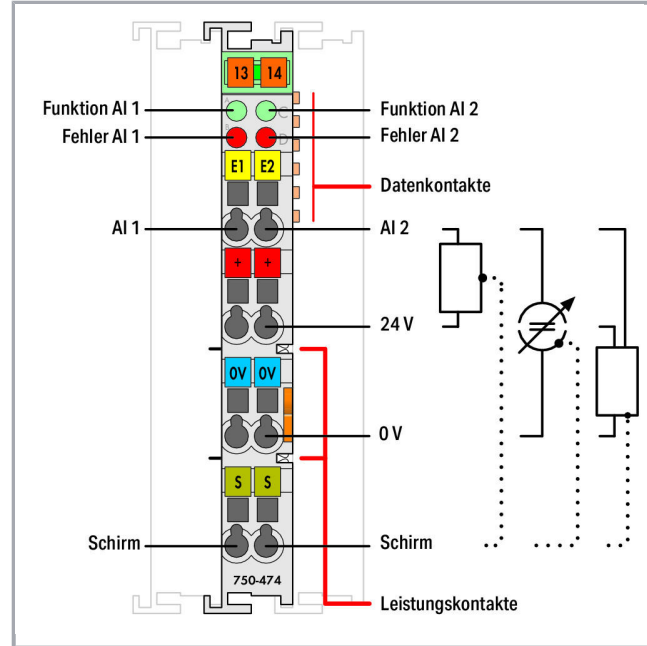 13 14
A C
Funktion AI 1
Funktion AI 2
Fehler AI 1
D
Fehler AI 2
E1 E2
Datenkontakte
AI 1
AI 2
+ +
24 V
0V 0V
0 V
S S
Schirm
Schirm
750-474
Leistungskontakte